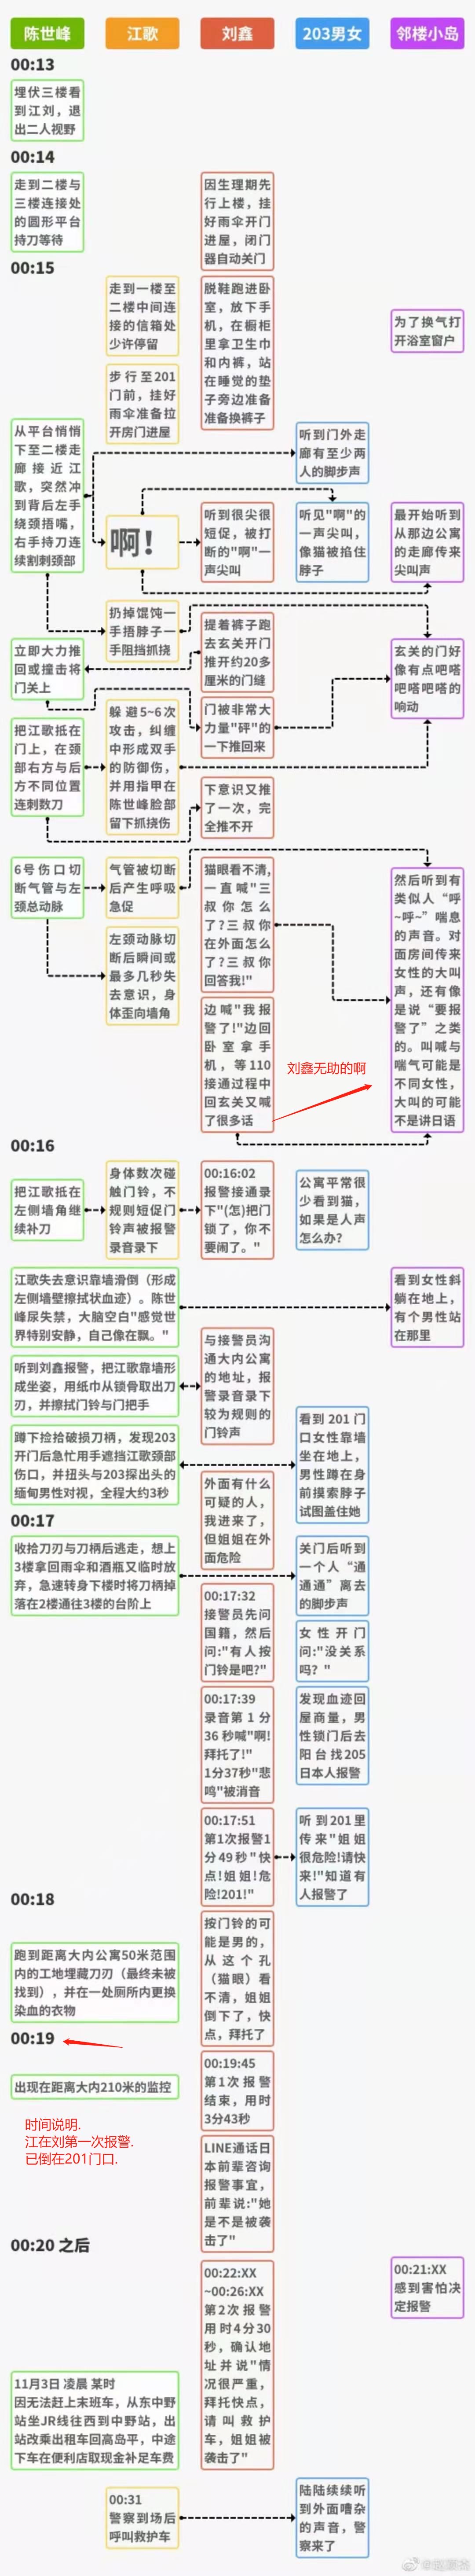 陈世峰
江歌
刘鑫
203男女
邻楼小岛
00:13
埋伏三楼看
到江刘，退
出二人视野
00:14
走到二楼与
三楼连接处
的圆形平台
持刀等待
因生理期先
行上楼，挂
好雨伞开门
进屋，闭门
器自动关门
00:15
走到一楼至
二楼中间连
接的信箱处
少许停留
脱鞋跑进卧
室，放下手
机，在橱柜
里拿卫生巾
和内裤，站
在睡觉的垫
子旁边准备
准备换裤子
为了换气打
开浴室窗户
步行至201
门前，挂好
雨伞准备拉
开房门进屋
从平台悄悄
下至二楼走
廊接近江
歌，突然冲
到背后左手
绕颈捂嘴，
右手持刀连
续割刺颈部
听到门外走
廊有至少两
人的脚步声
啊！
听到很尖很
短促，被打
断的"啊"一
声尖叫
听见"啊"的
一声尖叫，
像猫被掐住
脖子
最开始听到
从那边公寓
的走廊传来
尖叫声
扔掉馄饨一
手捂脖子一
手阻挡抓挠
提着裤子跑
去玄关开门
推开约20多
厘米的门缝
立即大力推
回或撞击将
门关上
玄关的门好
像有点吧嗒
吧嗒吧嗒的
响动
躲避5~6次
攻击，纠缠
中形成双手
的防御伤，
并用指甲在
陈世峰脸部
留下抓挠伤
门被非常大
力量"砰"的
一下推回来
把江歌抵在
门上，在颈
部右方与后
方不同位置
连刺数刀
下意识又推
了一次，完
全推不开
6号伤口切
断气管与左
颈总动脉
气管被切断
后产生呼吸
急促
猫眼看不清,
一直喊"三
叔你怎么
了?三叔你
在外面怎么
了?三叔你
回答我!"
然后听到有
类似人“呼
~呼~”喘息
的声音。对
面房间传来
女性的大叫
声，还有像
是说“要报
警了”之类
的。叫喊与
喘气可能是
不同女性，
大叫的可能
不是讲日语
左颈动脉切
断后瞬间或
最多几秒失
去意识，身
体歪向墙角
边喊"我报
警了!"边回
卧室拿手
机，等110
接通过程中
回玄关又喊
了很多话
刘鑫无助的啊
00:16
把江歌抵在
左侧墙角继
续补刀
身体数次碰
触门铃，不
规则短促门
铃声被报警
录音录下
00:16:02
报警接通录
下"(怎)把门
锁了，你不
要闹了。"
公寓平常很
少看到猫，
如果是人声
怎么办?
江歌失去意识靠墙滑倒（形成
左侧墙壁擦拭状血迹）。陈世
峰尿失禁，大脑空白"感觉世
界特别安静，自己像在飘。"
看到女性斜
躺在地上，
有个男性站
在那里
与接警员沟
通大内公寓
的地址，报
警录音录下
较为规则的
门铃声
听到刘鑫报警，把江歌靠墙形
成坐姿，用纸巾从锁骨取出刀
刃，并擦拭门铃与门把手
看到201门
口女性靠墙
坐在地上，
男性蹲在身
前摸索脖子
试图盖住她
蹲下捡拾破损刀柄，发现203
开门后急忙用手遮挡江歌颈部
伤口，并扭头与203探出头的
缅甸男性对视，全程大约3秒
外面有什么
可疑的人，
我进来了，
但姐姐在外
面危险
00:17
收拾刀刃与刀柄后逃走，想上
3楼拿回雨伞和酒瓶又临时放
弃，急速转身下楼时将刀柄掉
落在2楼通往3楼的台阶上
关门后听到
一个人“通
通通”离去
的脚步声
00:17:32
接警员先问
国籍，然后
问:"有人按
门铃是吧?"
女性开门
问:"没关系
吗？"
00:17:39
录音第1分
36秒喊"啊!
拜托了!"
1分37秒"悲
鸣"被消音
发现血迹回
屋商量，男
性锁门后去
阳台找205
日本人报警
00:17:51
第1次报警1
分49秒"快
点!姐姐!危
险!201!"
听到201里
传来"姐姐
很危险!请快
来!"知道有
人报警了
00:18
按门铃的可
能是男的，
从这个孔
（猫眼）看
不清，姐姐
倒下了，快
点，拜托了
跑到距离大内公寓50米范围
内的工地埋藏刀刃（最终未被
找到），并在一处厕所内更换
染血的衣物
00:19
出现在距离大内210米的监控
00:19:45
第1次报警
结束，用时
3分43秒
时间说明.
江在刘第一次报警.
已倒在201门口.
LINE通话日
本前辈咨询
报警事宜，
前辈说:"她
是不是被袭
击了"
00:20 之后
00:21:XX
感到害怕决
定报警
00:22:XX
~00:26:XX
第2次报警
用时4分30
秒，确认地
址并说"情
况很严重，
拜托快点，
请叫救护
车，姐姐被
袭击了"
11月3日 凌晨 某时
因无法赶上末班车，从东中野
站坐JR线往西到中野站，出
站改乘出租车回高岛平，中途
下车在便利店取现金补足车费
00:31
警察到场后
呼叫救护车
陆陆续续听
到外面嘈杂
的声音，警
察来了